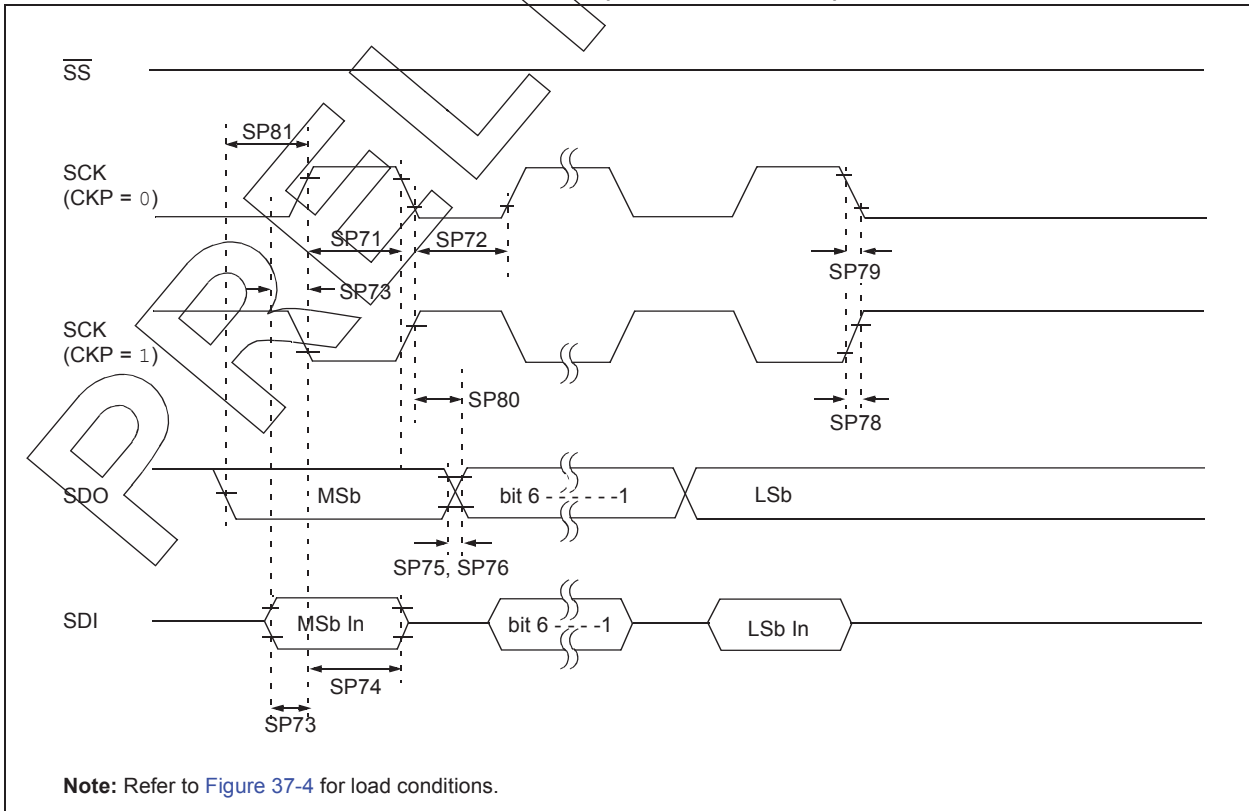 SS
SP81
SCK
(CKP = 0)
SP71 SP72
SP79
SP73
SCK
(CKP = 1)
SP80
SP78
SDO MSb bit 6 - - - - - -1 LSb
SP75, SP76
SDI MSb In bit 6 - - - -1 LSb In
SP74
SP73
Note: Refer to Figure 37-4 for load conditions.
PREL